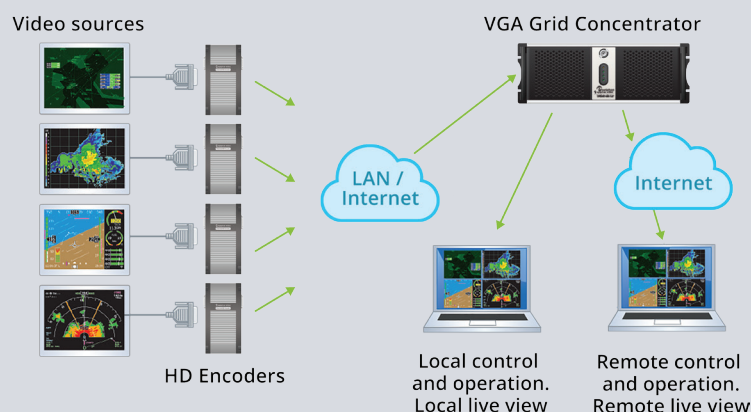 Video sources
VGA Grid Concentrator
LAN /
Internet
Internet
HD Encoders
Local control
and operation.
Local live view
Remote control
and operation.
Remote live view